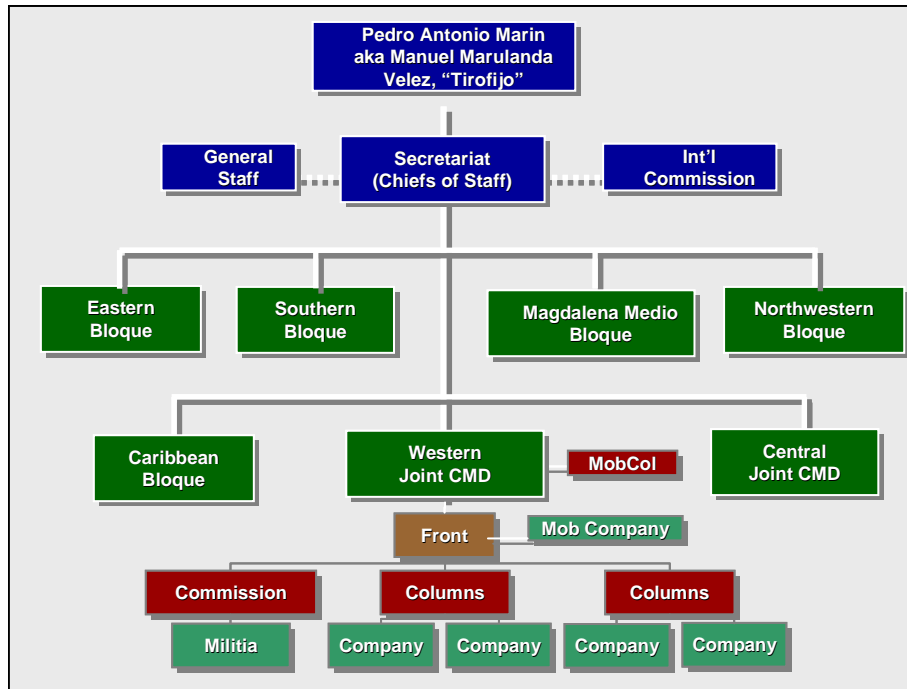 Pedro Antonio Marin
aka Manuel Marulanda
Velez, “Tirofijo”
General
Staff
Secretariat
(Chiefs of Staff)
Int’l
Commission
Eastern
Bloque
Southern
Bloque
Magdalena Medio
Bloque
Northwestern
Bloque
Caribbean
Bloque
Western
Joint CMD
MobCol
Central
Joint CMD
Front
Mob Company
Commission
Columns
Columns
Militia
Company
Company
Company
Company